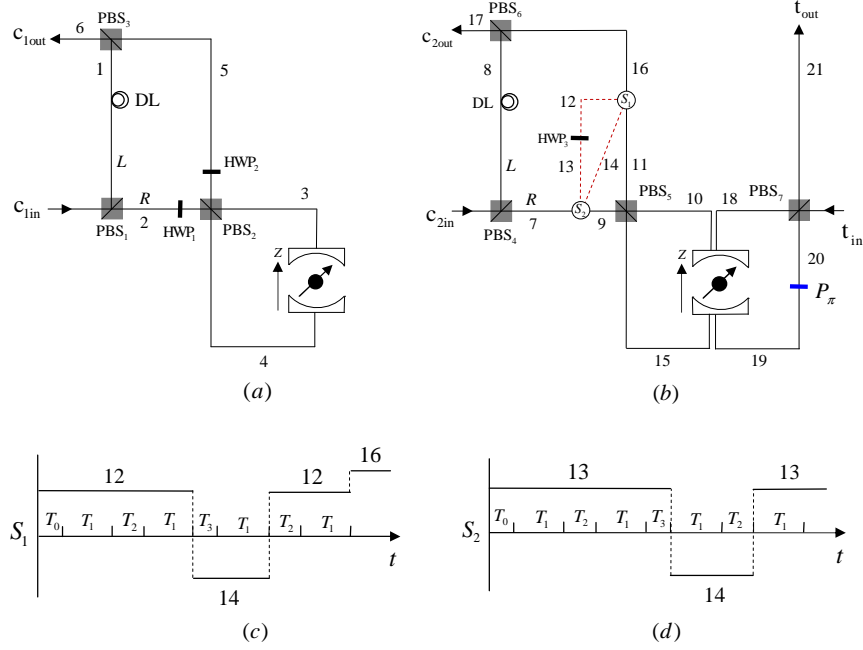 6 PBS3 17 PBS6 tout
c1out c2out
1 5 8 16 21
DL DL 12 S1
HWP3
L HWP2 L 13 14 11
R 3 R PBS5 10 18 PBS7
c1in c2in tin
PBS1 2 HWP1 PBS2 PBS4 7 S2 9
Z Z 20
Pπ
4 15 19
(a) (b)
16
12 12 13 13
T0 T1 T2 T1 T3 T1 T2 T1 T0 T1 T2 T1 T3 T1 T2 T1
S1 t S2 t
14 14
(c) (d)